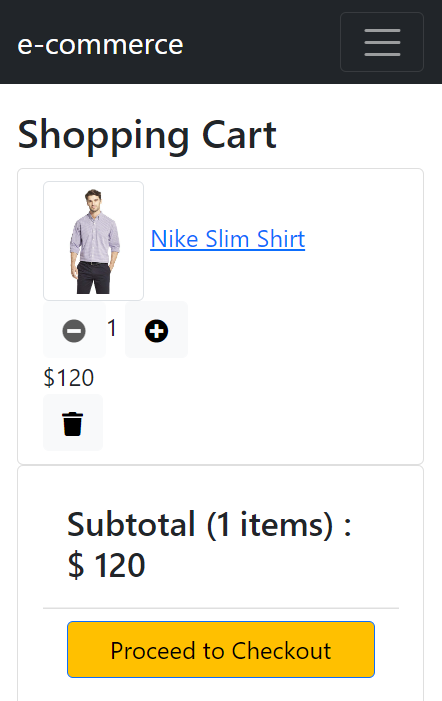 e-commerce
Shopping Cart
Nike Slim Shirt
1
$120
Subtotal (1 items) :
$ 120
Proceed to Checkout